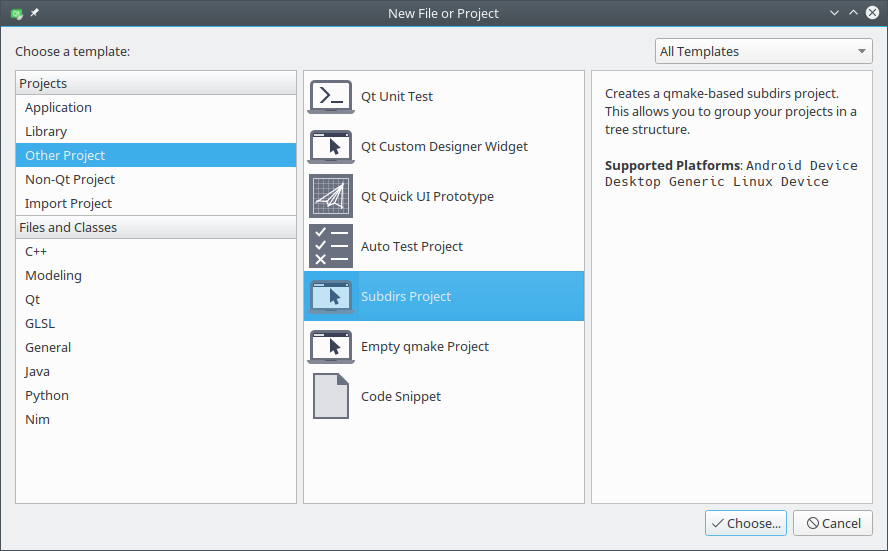 New File or Project
Choose a template:
All Templates
Projects
Application
Library
Other Project
Non-Qt Project
Import Project
Files and Classes
C++
Modeling
Qt
GLSL
General
Java
Python
Nim
Qt Unit Test
Qt Custom Designer Widget
Qt Quick UI Prototype
Auto Test Project
Subdirs Project
Empty qmake Project
Code Snippet
Creates a qmake-based subdirs project.
This allows you to group your projects in a
tree structure.
Supported Platforms: Android Device
Desktop Generic Linux Device
Choose...
Cancel